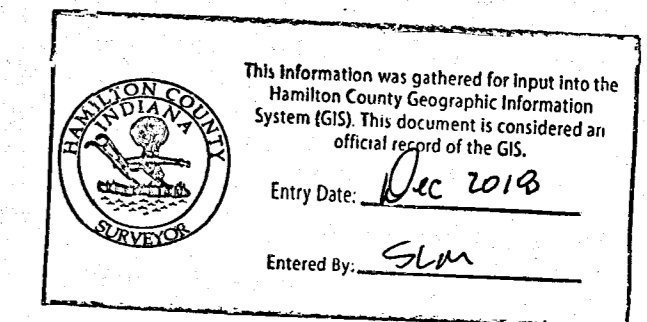 This information was gathered for input into the
Hamilton County Geographic Information
System (GIS). This document is considered an
official record of the GIS.
HAMILTON COUNTY
INDIANA
SURVEYOR
Entry Date: Dec 2018
Entered By: SLM